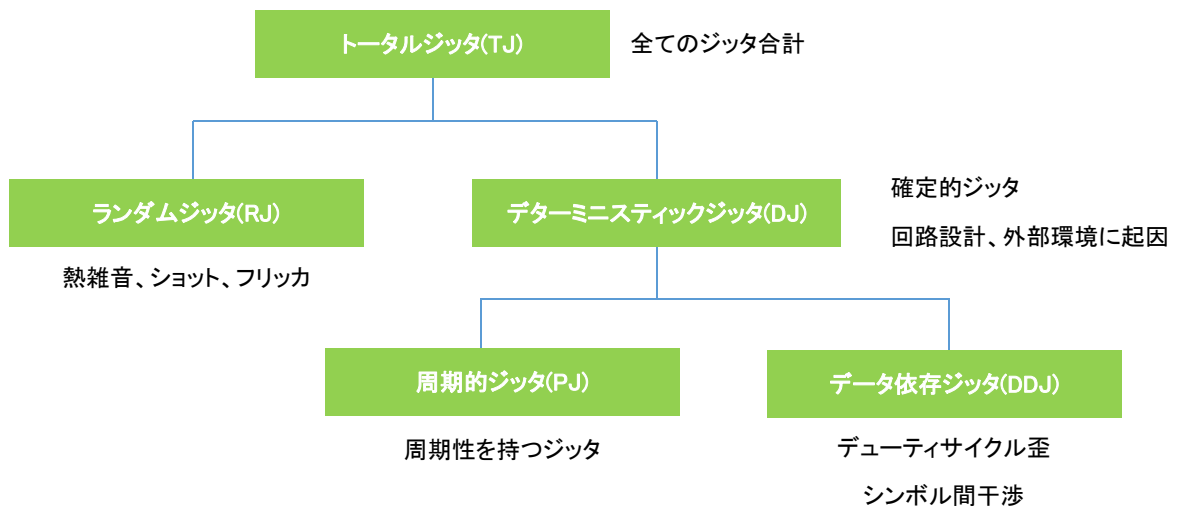 トータルジッタ(TJ)
全てのジッタ合計
ランダムジッタ(RJ)
熱雑音、ショット、フリッカ
デターミニスティックジッタ(DJ)
確定的ジッタ
回路設計、外部環境に起因
周期的ジッタ(PJ)
周期性を持つジッタ
データ依存ジッタ(DDJ)
デューティサイクル歪
シンボル間干渉